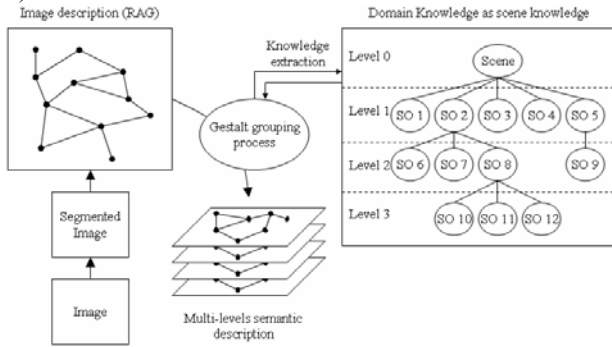 Image description (RAG)
Domain Knowledge as scene knowledge
Knowledge
extraction
Level 0
Scene
Level 1
SO 1
SO 2
SO 3
SO 4
SO 5
Gestalt grouping
process
Level 2
SO 6
SO 7
SO 8
SO 9
Segmented
Image
Level 3
SO 10
SO 11
SO 12
Image
Multi-levels semantic
description